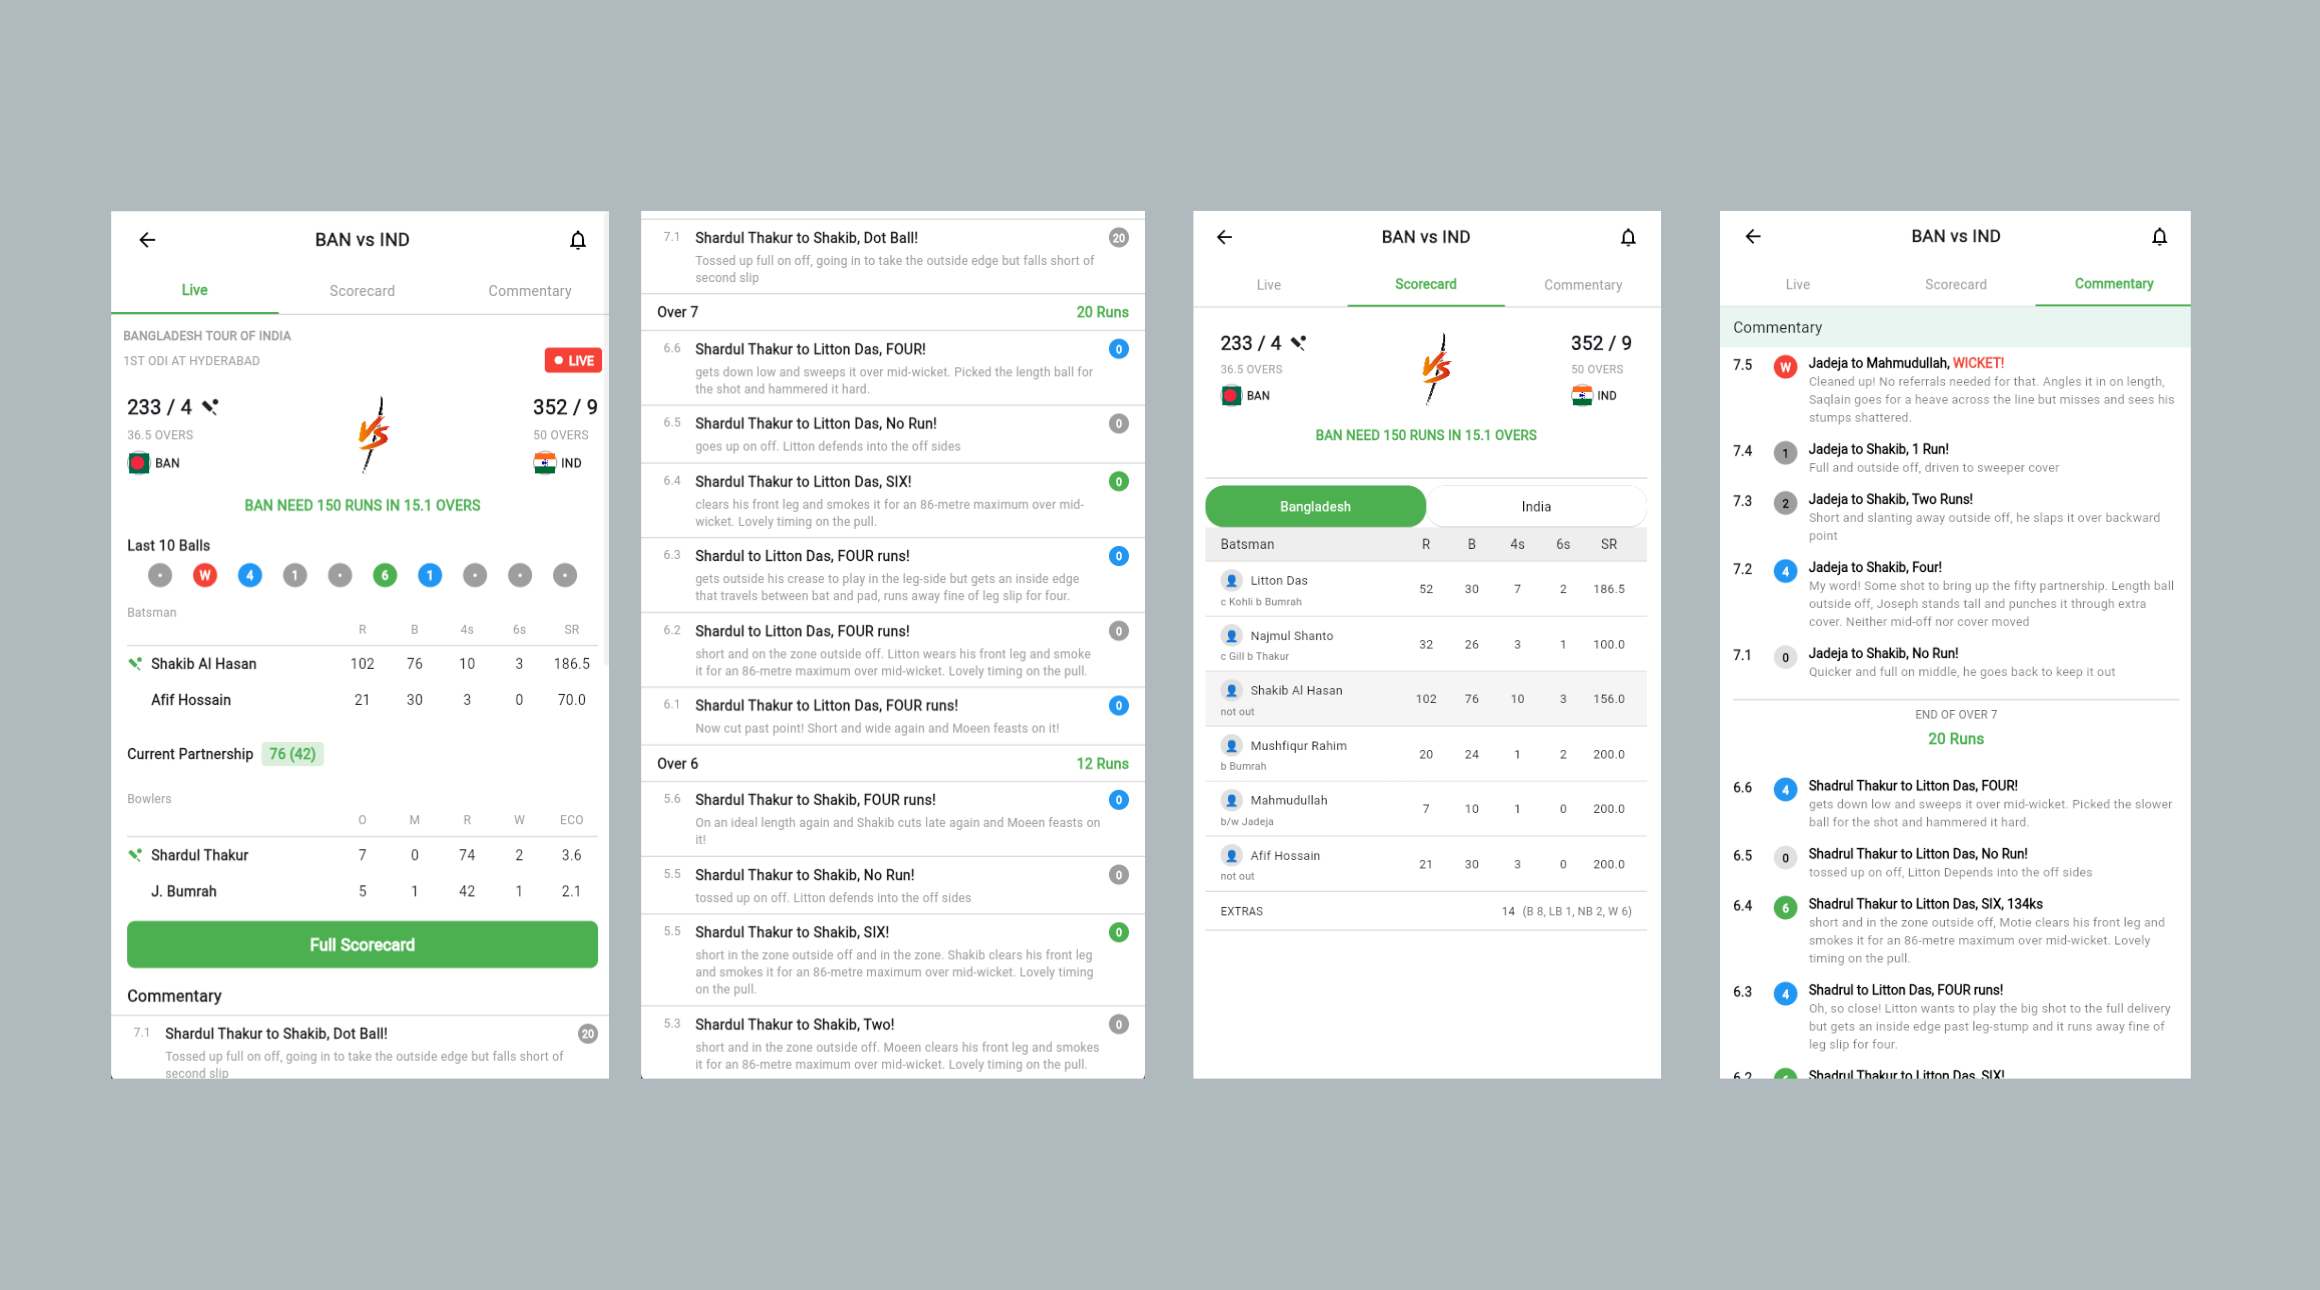 BAN vs IND
Live Scorecard Commentary
BANGLADESH TOUR OF INDIA
1ST ODI AT HYDERABAD
LIVE
233 / 4 VS 352 / 9
36.5 OVERS 50 OVERS
BAN IND
BAN NEED 150 RUNS IN 15.1 OVERS
Last 10 Balls
• W 4 1 • 6 1 • • •
Batsman
R B 4s 6s SR
Shakib Al Hasan 102 76 10 3 186.5
Afif Hossain 21 30 3 0 70.0
Current Partnership 76 (42)
Bowlers
O M R W ECO
Shardul Thakur 7 0 74 2 3.6
J. Bumrah 5 1 42 1 2.1
Full Scorecard
Commentary
7.1 Shardul Thakur to Shakib, Dot Ball! 20
Tossed up full on off, going in to take the outside edge but falls short of
second slip
7.1 Shardul Thakur to Shakib, Dot Ball! 20
Tossed up full on off, going in to take the outside edge but falls short of
second slip
Over 7 20 Runs
6.6 Shardul Thakur to Litton Das, FOUR! 0
gets down low and sweeps it over mid-wicket. Picked the length ball for
the shot and hammered it hard.
6.5 Shardul Thakur to Litton Das, No Run! 0
goes up on off. Litton defends into the off sides
6.4 Shardul Thakur to Litton Das, SIX! 0
clears his front leg and smokes it for an 86-metre maximum over mid-
wicket. Lovely timing on the pull.
6.3 Shardul to Litton Das, FOUR runs! 0
gets outside his crease to play in the leg-side but gets an inside edge
that travels between bat and pad, runs away fine of leg slip for four.
6.2 Shardul to Litton Das, FOUR runs! 0
short and on the zone outside off. Litton wears his front leg and smoke
it for an 86-metre maximum over mid-wicket. Lovely timing on the pull.
6.1 Shardul Thakur to Litton Das, FOUR runs! 0
Now cut past point! Short and wide again and Moeen feasts on it!
Over 6 12 Runs
5.6 Shardul Thakur to Shakib, FOUR runs! 0
On an ideal length again and Shakib cuts late again and Moeen feasts on
it!
5.5 Shardul Thakur to Shakib, No Run! 0
tossed up on off. Litton defends into the off sides
5.5 Shardul Thakur to Shakib, SIX! 0
short in the zone outside off and in the zone. Shakib clears his front leg
and smokes it for an 86-metre maximum over mid-wicket. Lovely timing
on the pull.
5.3 Shardul Thakur to Shakib, Two! 0
short and in the zone outside off. Moeen clears his front leg and smokes
it for an 86-metre maximum over mid-wicket. Lovely timing on the pull.
BAN vs IND
Live Scorecard Commentary
233 / 4 VS 352 / 9
36.5 OVERS 50 OVERS
BAN IND
BAN NEED 150 RUNS IN 15.1 OVERS
Bangladesh India
Batsman R B 4s 6s SR
Litton Das 52 30 7 2 186.5
c Kohli b Bumrah
Najmul Shanto 32 26 3 1 100.0
c Gill b Thakur
Shakib Al Hasan 102 76 10 3 156.0
not out
Mushfiqur Rahim 20 24 1 2 200.0
b Bumrah
Mahmudullah 7 10 1 0 200.0
b/w Jadeja
Afif Hossain 21 30 3 0 200.0
not out
EXTRAS 14 (B 8, LB 1, NB 2, W 6)
BAN vs IND
Live Scorecard Commentary
Commentary
7.5 W Jadeja to Mahmudullah, WICKET!
Cleaned up! No referrals needed for that. Angles it in on length,
Saqlain goes for a heave across the line but misses and sees his
stumps shattered.
7.4 1 Jadeja to Shakib, 1 Run!
Full and outside off, driven to sweeper cover
7.3 2 Jadeja to Shakib, Two Runs!
Short and slanting away outside off, he slaps it over backward
point
7.2 4 Jadeja to Shakib, Four!
My word! Some shot to bring up the fifty partnership. Length ball
outside off, Joseph stands tall and punches it through extra
cover. Neither mid-off nor cover moved
7.1 0 Jadeja to Shakib, No Run!
Quicker and full on middle, he goes back to keep it out
END OF OVER 7
20 Runs
6.6 4 Shadrul Thakur to Litton Das, FOUR!
gets down low and sweeps it over mid-wicket. Picked the slower
ball for the shot and hammered it hard.
6.5 0 Shadrul Thakur to Litton Das, No Run!
tossed up on off, Litton Depends into the off sides
6.4 6 Shadrul Thakur to Litton Das, SIX, 134ks
short and in the zone outside off, Motie clears his front leg and
smokes it for an 86-metre maximum over mid-wicket. Lovely
timing on the pull.
6.3 4 Shadrul to Litton Das, FOUR runs!
Oh, so close! Litton wants to play the big shot to the full delivery
but gets an inside edge past leg-stump and it runs away fine of
leg slip for four.
6.2 6 Shadrul Thakur to Litton Das, SIX!